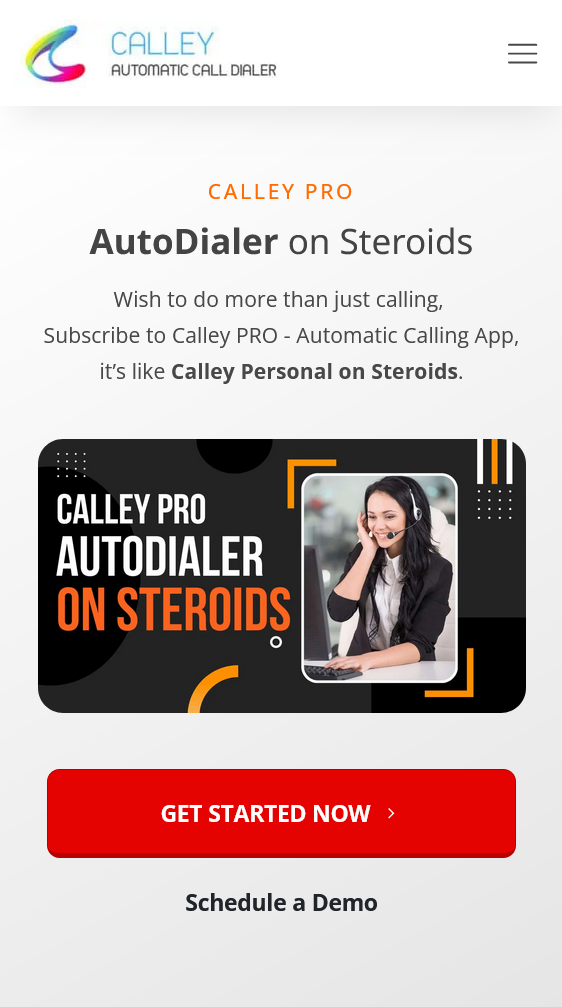 CALLEY
AUTOMATIC CALL DIALER
CALLEY PRO
AutoDialer on Steroids
Wish to do more than just calling,
Subscribe to Calley PRO - Automatic Calling App,
it’s like Calley Personal on Steroids.
CALLEY PRO
AUTODIALER
ON STEROIDS
GET STARTED NOW
Schedule a Demo